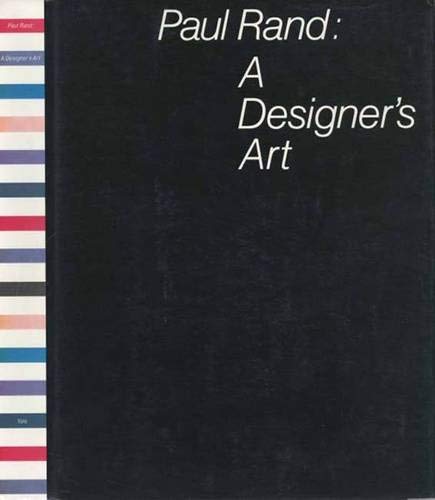 Paul Rand:
A Designer's Art
Yale
Paul Rand:
A
Designer's
Art